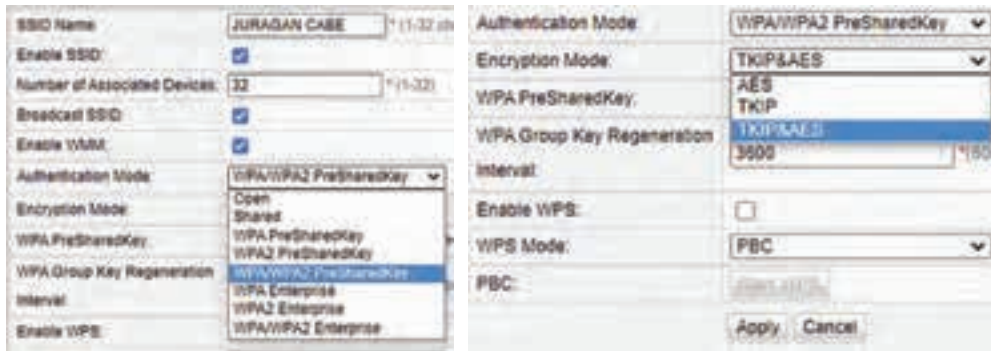 SSID Name: JURAGAN CABE * (1-32
Enable SSID:
Number of Associated Devices: 32 * (1-32)
Broadcast SSID:
Enable WMM:
Authentication Mode: WPA/WPA2 PreSharedKey
Open
Encryption Mode:
Shared
WPA PreSharedKey
WPA PreSharedKey:
WPA2 PreSharedKey
WPA Group Key Regeneration Interval:
WPA/WPA2 PreSharedKey
WPA Enterprise
WPA2 Enterprise
Enable WPS:
WPA/WPA2 Enterprise
Authentication Mode: WPA/WPA2 PreSharedKey
Encryption Mode: TKIP&AES
AES
WPA PreSharedKey:
TKIP
TKIP&AES
WPA Group Key Regeneration
Interval:
3600 *(60
Enable WPS:
WPS Mode: PBC
PBC:
Apply Cancel